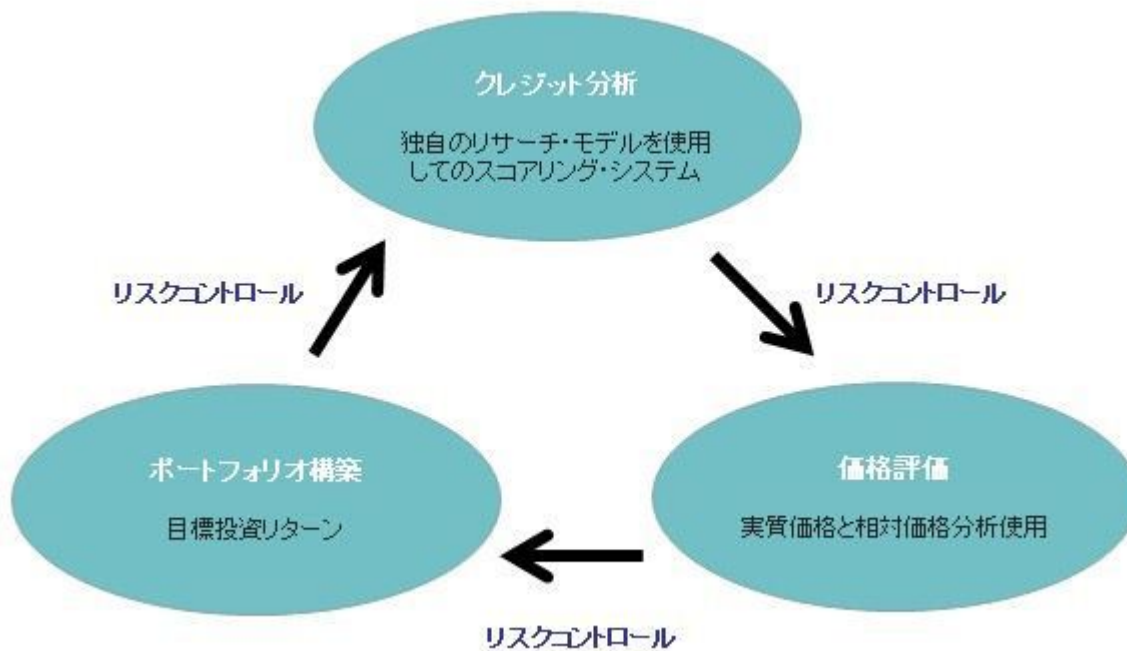 クレジット分析
独自のリサーチ・モデルを使用
してのスコアリング・システム
リスクコントロール
リスクコントロール
ポートフォリオ構築
目標投資リターン
価格評価
実質価格と相対価格分析使用
リスクコントロール